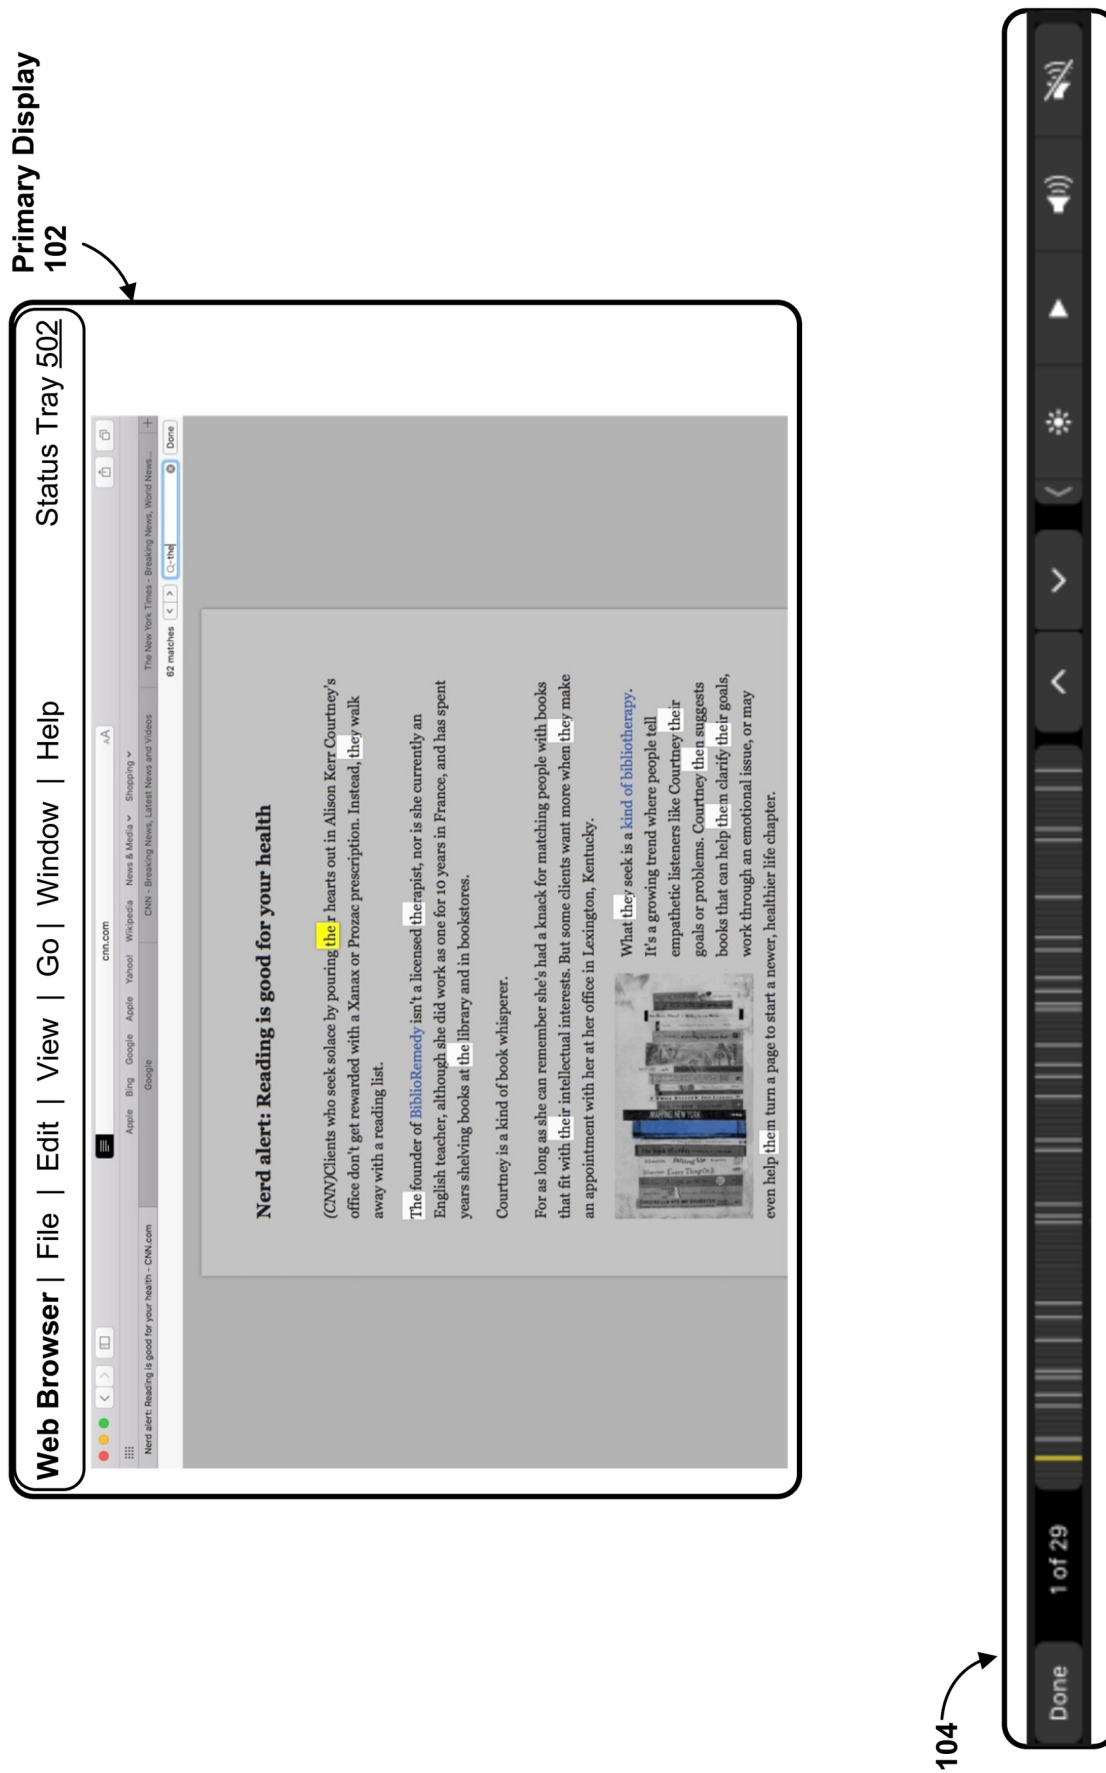 Primary Display
102
Web Browser | File | Edit | View | Go | Window | Help
Status Tray 502
cnn.com
AA
Apple Bing Google Apple Yahoo! Wikipedia News & Media Shopping
Nerd alert: Reading is good for your health - CNN.com
Google
CNN - Breaking News, Latest News and Videos
The New York Times - Breaking News, World News...
+
62 matches
the
Done
Nerd alert: Reading is good for your health
(CNN)Clients who seek solace by pouring the r hearts out in Alison Kerr Courtney's
office don't get rewarded with a Xanax or Prozac prescription. Instead, they walk
away with a reading list.
The founder of BiblioRemedy isn't a licensed therapist, nor is she currently an
English teacher, although she did work as one for 10 years in France, and has spent
years shelving books at the library and in bookstores.
Courtney is a kind of book whisperer.
For as long as she can remember she's had a knack for matching people with books
that fit with their intellectual interests. But some clients want more when they make
an appointment with her at her office in Lexington, Kentucky.
MAPPING NEW YORK
Every Thing On It
What they seek is a kind of bibliotherapy.
It's a growing trend where people tell
empathetic listeners like Courtney their
goals or problems. Courtney then suggests
books that can help them clarify their goals,
work through an emotional issue, or may
even help them turn a page to start a newer, healthier life chapter.
104
Done
1 of 29